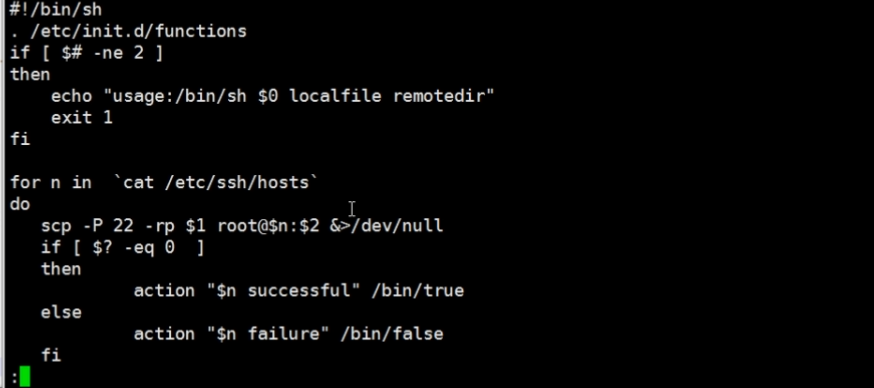 #!/bin/sh
. /etc/init.d/functions
if [ $# -ne 2 ]
then
    echo "usage:/bin/sh $0 localfile remotedir"
    exit 1
fi

for n in  `cat /etc/ssh/hosts`
do
   scp -P 22 -rp $1 root@$n:$2 &>/dev/null
   if [ $? -eq 0  ]
   then
            action "$n successful" /bin/true
   else
            action "$n failure" /bin/false
   fi
: